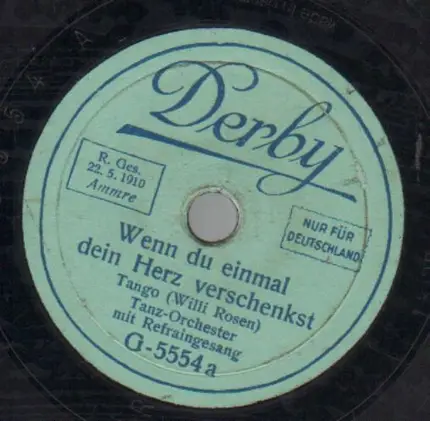 Derby
R. Ges.
22. 5. 1910
Ammre
NUR FÜR
DEUTSCHLAND
Wenn du einmal
dein Herz verschenkst
Tango (Willi Rosen)
Tanz-Orchester
mit Refraingesang
G-5554a